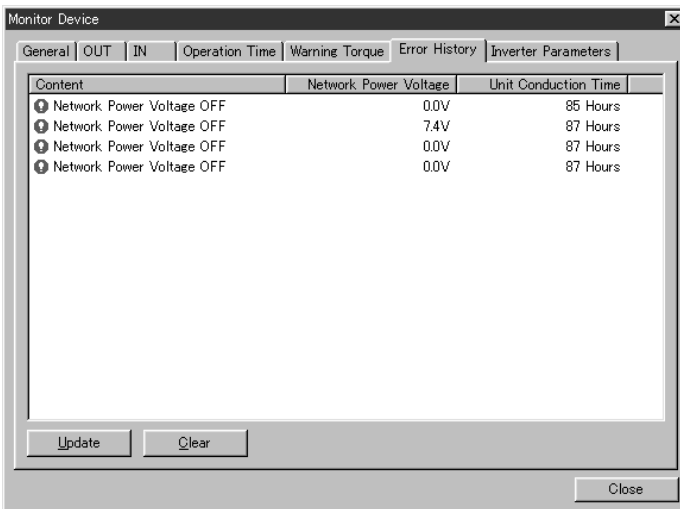 Monitor Device
General OUT IN Operation Time Warning Torque Error History Inverter Parameters
Content Network Power Voltage Unit Conduction Time
Network Power Voltage OFF 0.0V 85 Hours
Network Power Voltage OFF 7.4V 87 Hours
Network Power Voltage OFF 0.0V 87 Hours
Network Power Voltage OFF 0.0V 87 Hours
Update Clear
Close